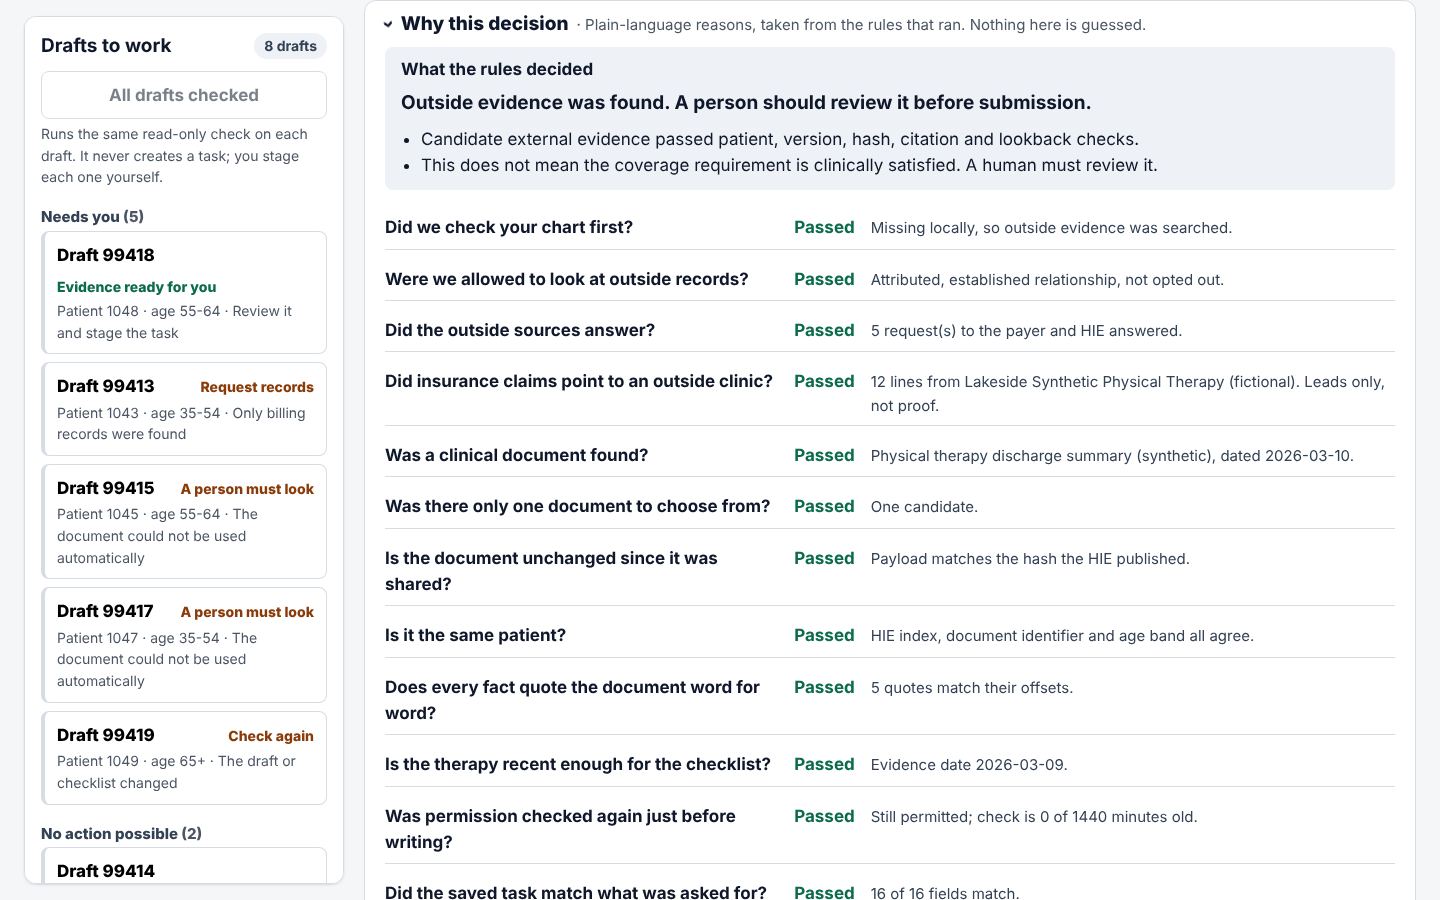 Drafts to work
8 drafts
All drafts checked
Runs the same read-only check on each
draft. It never creates a task; you stage
each one yourself.
Needs you (5)
Draft 99418
Evidence ready for you
Patient 1048 · age 55-64 · Review it
and stage the task
Draft 99413
Request records
Patient 1043 · age 35-54 · Only billing
records were found
Draft 99415
A person must look
Patient 1045 · age 55-64 · The
document could not be used
automatically
Draft 99417
A person must look
Patient 1047 · age 35-54 · The
document could not be used
automatically
Draft 99419
Check again
Patient 1049 · age 65+ · The draft or
checklist changed
No action possible (2)
Draft 99414
Why this decision · Plain-language reasons, taken from the rules that ran. Nothing here is guessed.
What the rules decided
Outside evidence was found. A person should review it before submission.
• Candidate external evidence passed patient, version, hash, citation and lookback checks.
• This does not mean the coverage requirement is clinically satisfied. A human must review it.
Did we check your chart first? Passed Missing locally, so outside evidence was searched.
Were we allowed to look at outside records? Passed Attributed, established relationship, not opted out.
Did the outside sources answer? Passed 5 request(s) to the payer and HIE answered.
Did insurance claims point to an outside clinic? Passed 12 lines from Lakeside Synthetic Physical Therapy (fictional). Leads only,
not proof.
Was a clinical document found? Passed Physical therapy discharge summary (synthetic), dated 2026-03-10.
Was there only one document to choose from? Passed One candidate.
Is the document unchanged since it was
shared?
Passed Payload matches the hash the HIE published.
Is it the same patient? Passed HIE index, document identifier and age band all agree.
Does every fact quote the document word for
word?
Passed 5 quotes match their offsets.
Is the therapy recent enough for the checklist? Passed Evidence date 2026-03-09.
Was permission checked again just before
writing?
Passed Still permitted; check is 0 of 1440 minutes old.
Did the saved task match what was asked for? Passed 16 of 16 fields match.